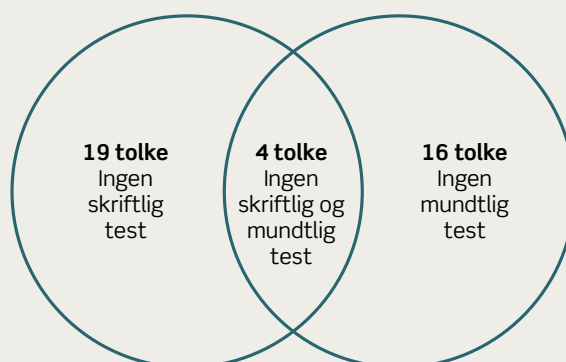 19 tolke
Ingen
skriftlig
test
4 tolke
Ingen
skriftlig og
mundtlig
test
16 tolke
Ingen
mundtlig
test